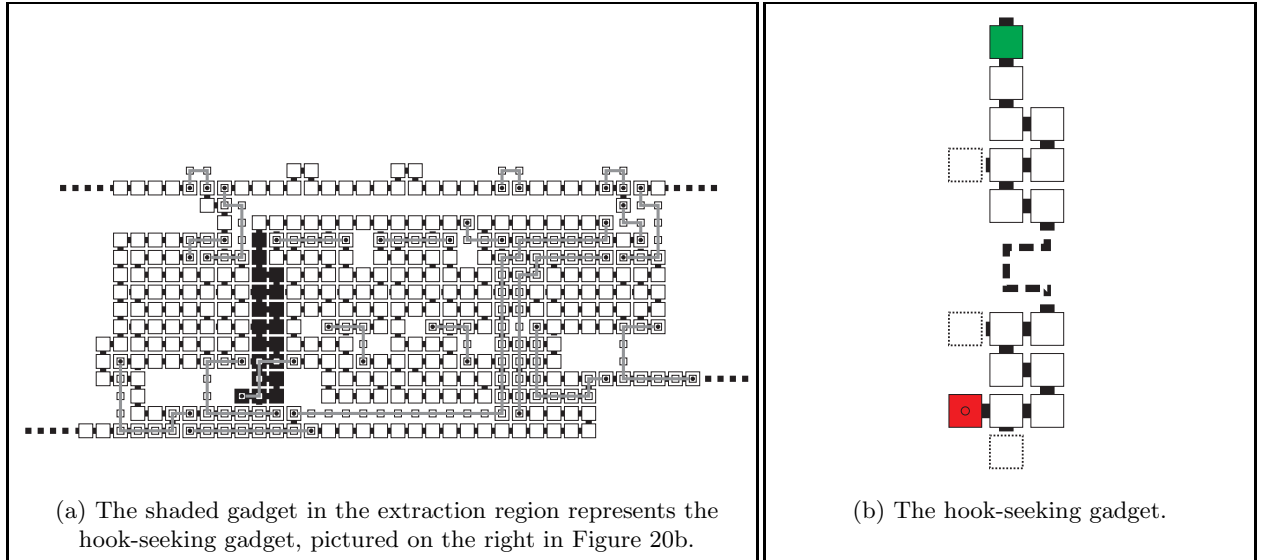 (a) The shaded gadget in the extraction region represents the
hook-seeking gadget, pictured on the right in Figure 20b.
(b) The hook-seeking gadget.